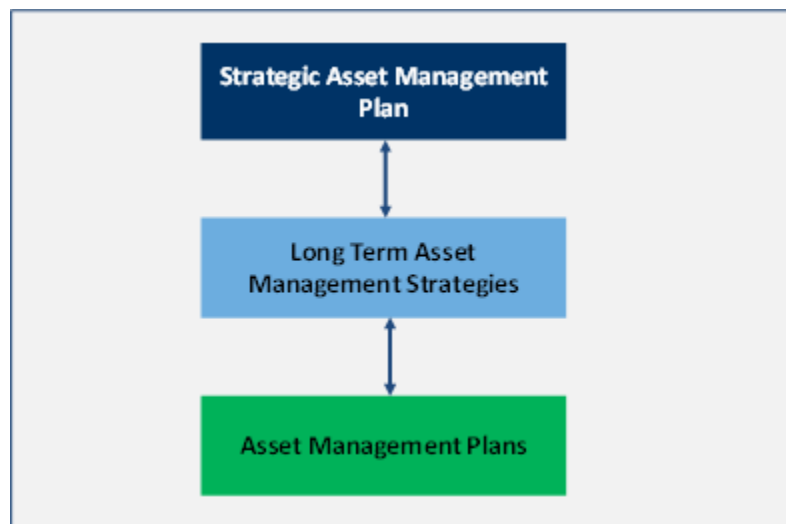 Strategic Asset Management
Plan
Long Term Asset
Management Strategies
Asset Management Plans